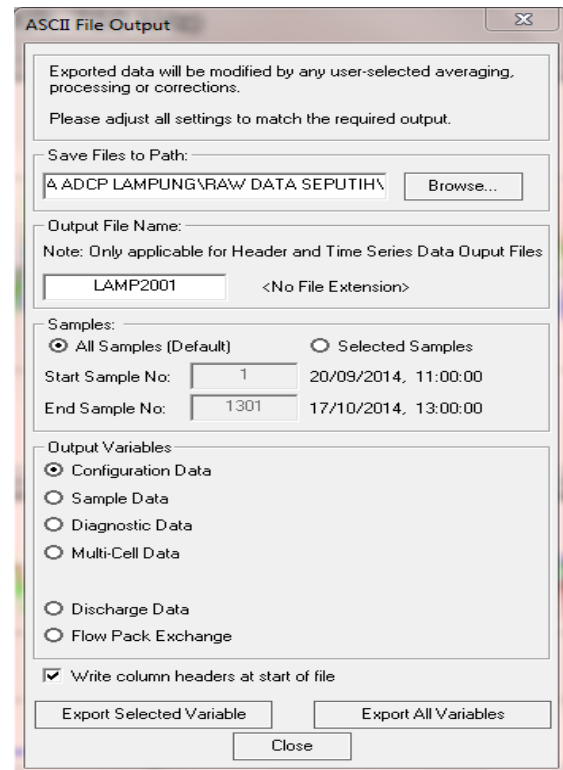 ASCII File Output
Exported data will be modified by any user-selected averaging,
processing or corrections.
Please adjust all settings to match the required output.
Save Files to Path:
A ADCP LAMPUNG\RAW DATA SEPUTIH\
Browse...
Output File Name:
Note: Only applicable for Header and Time Series Data Ouput Files
LAMP2001 <No File Extension>
Samples:
All Samples (Default) Selected Samples
Start Sample No: 1 20/09/2014, 11:00:00
End Sample No: 1301 17/10/2014, 13:00:00
Output Variables
Configuration Data
Sample Data
Diagnostic Data
Multi-Cell Data
Discharge Data
Flow Pack Exchange
Write column headers at start of file
Export Selected Variable Export All Variables
Close